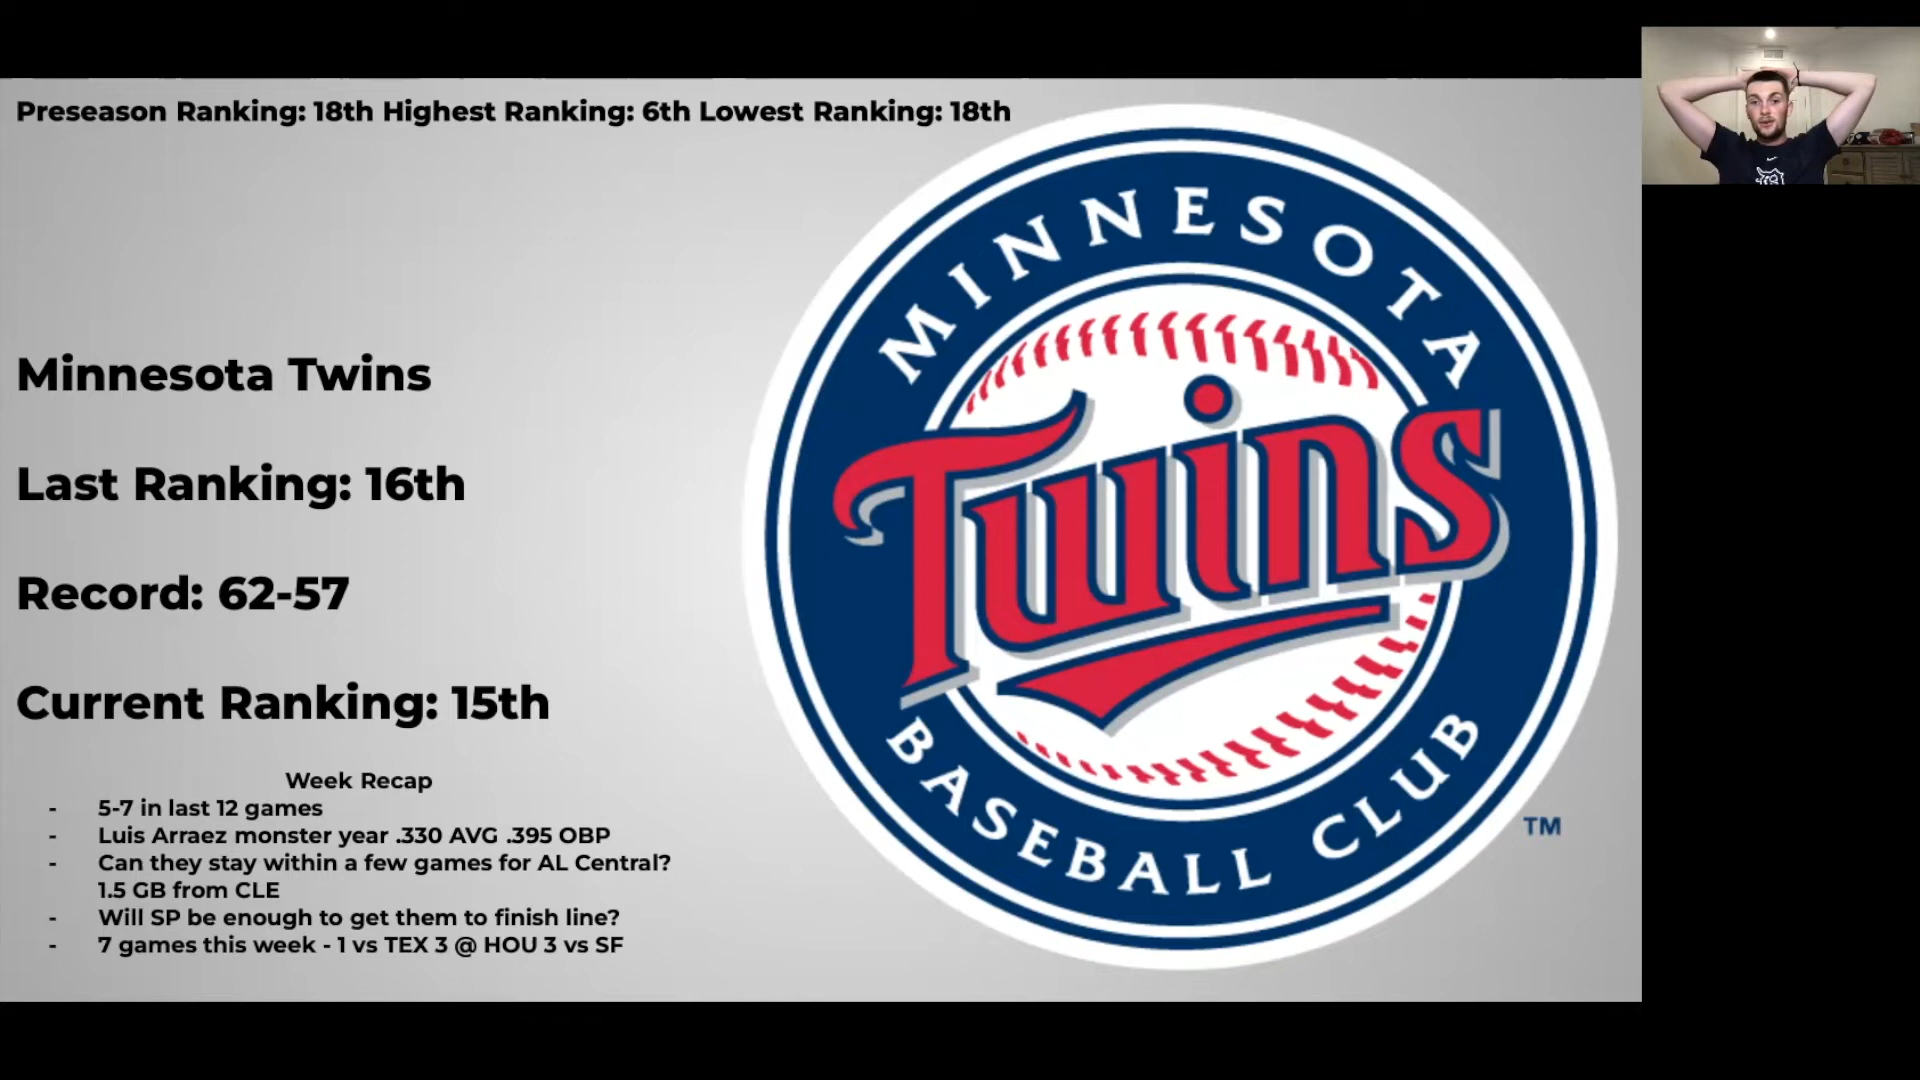 Preseason Ranking: 18th Highest Ranking: 6th Lowest Ranking: 18th
Minnesota Twins
Last Ranking: 16th
Record: 62-57
Current Ranking: 15th
Week Recap
- 5-7 in last 12 games
- Luis Arraez monster year .330 AVG .395 OBP
- Can they stay within a few games for AL Central?
1.5 GB from CLE
- Will SP be enough to get them to finish line?
- 7 games this week - 1 vs TEX 3 @ HOU 3 vs SF
MINNESOTA
Twins
BASEBALL CLUB
TM